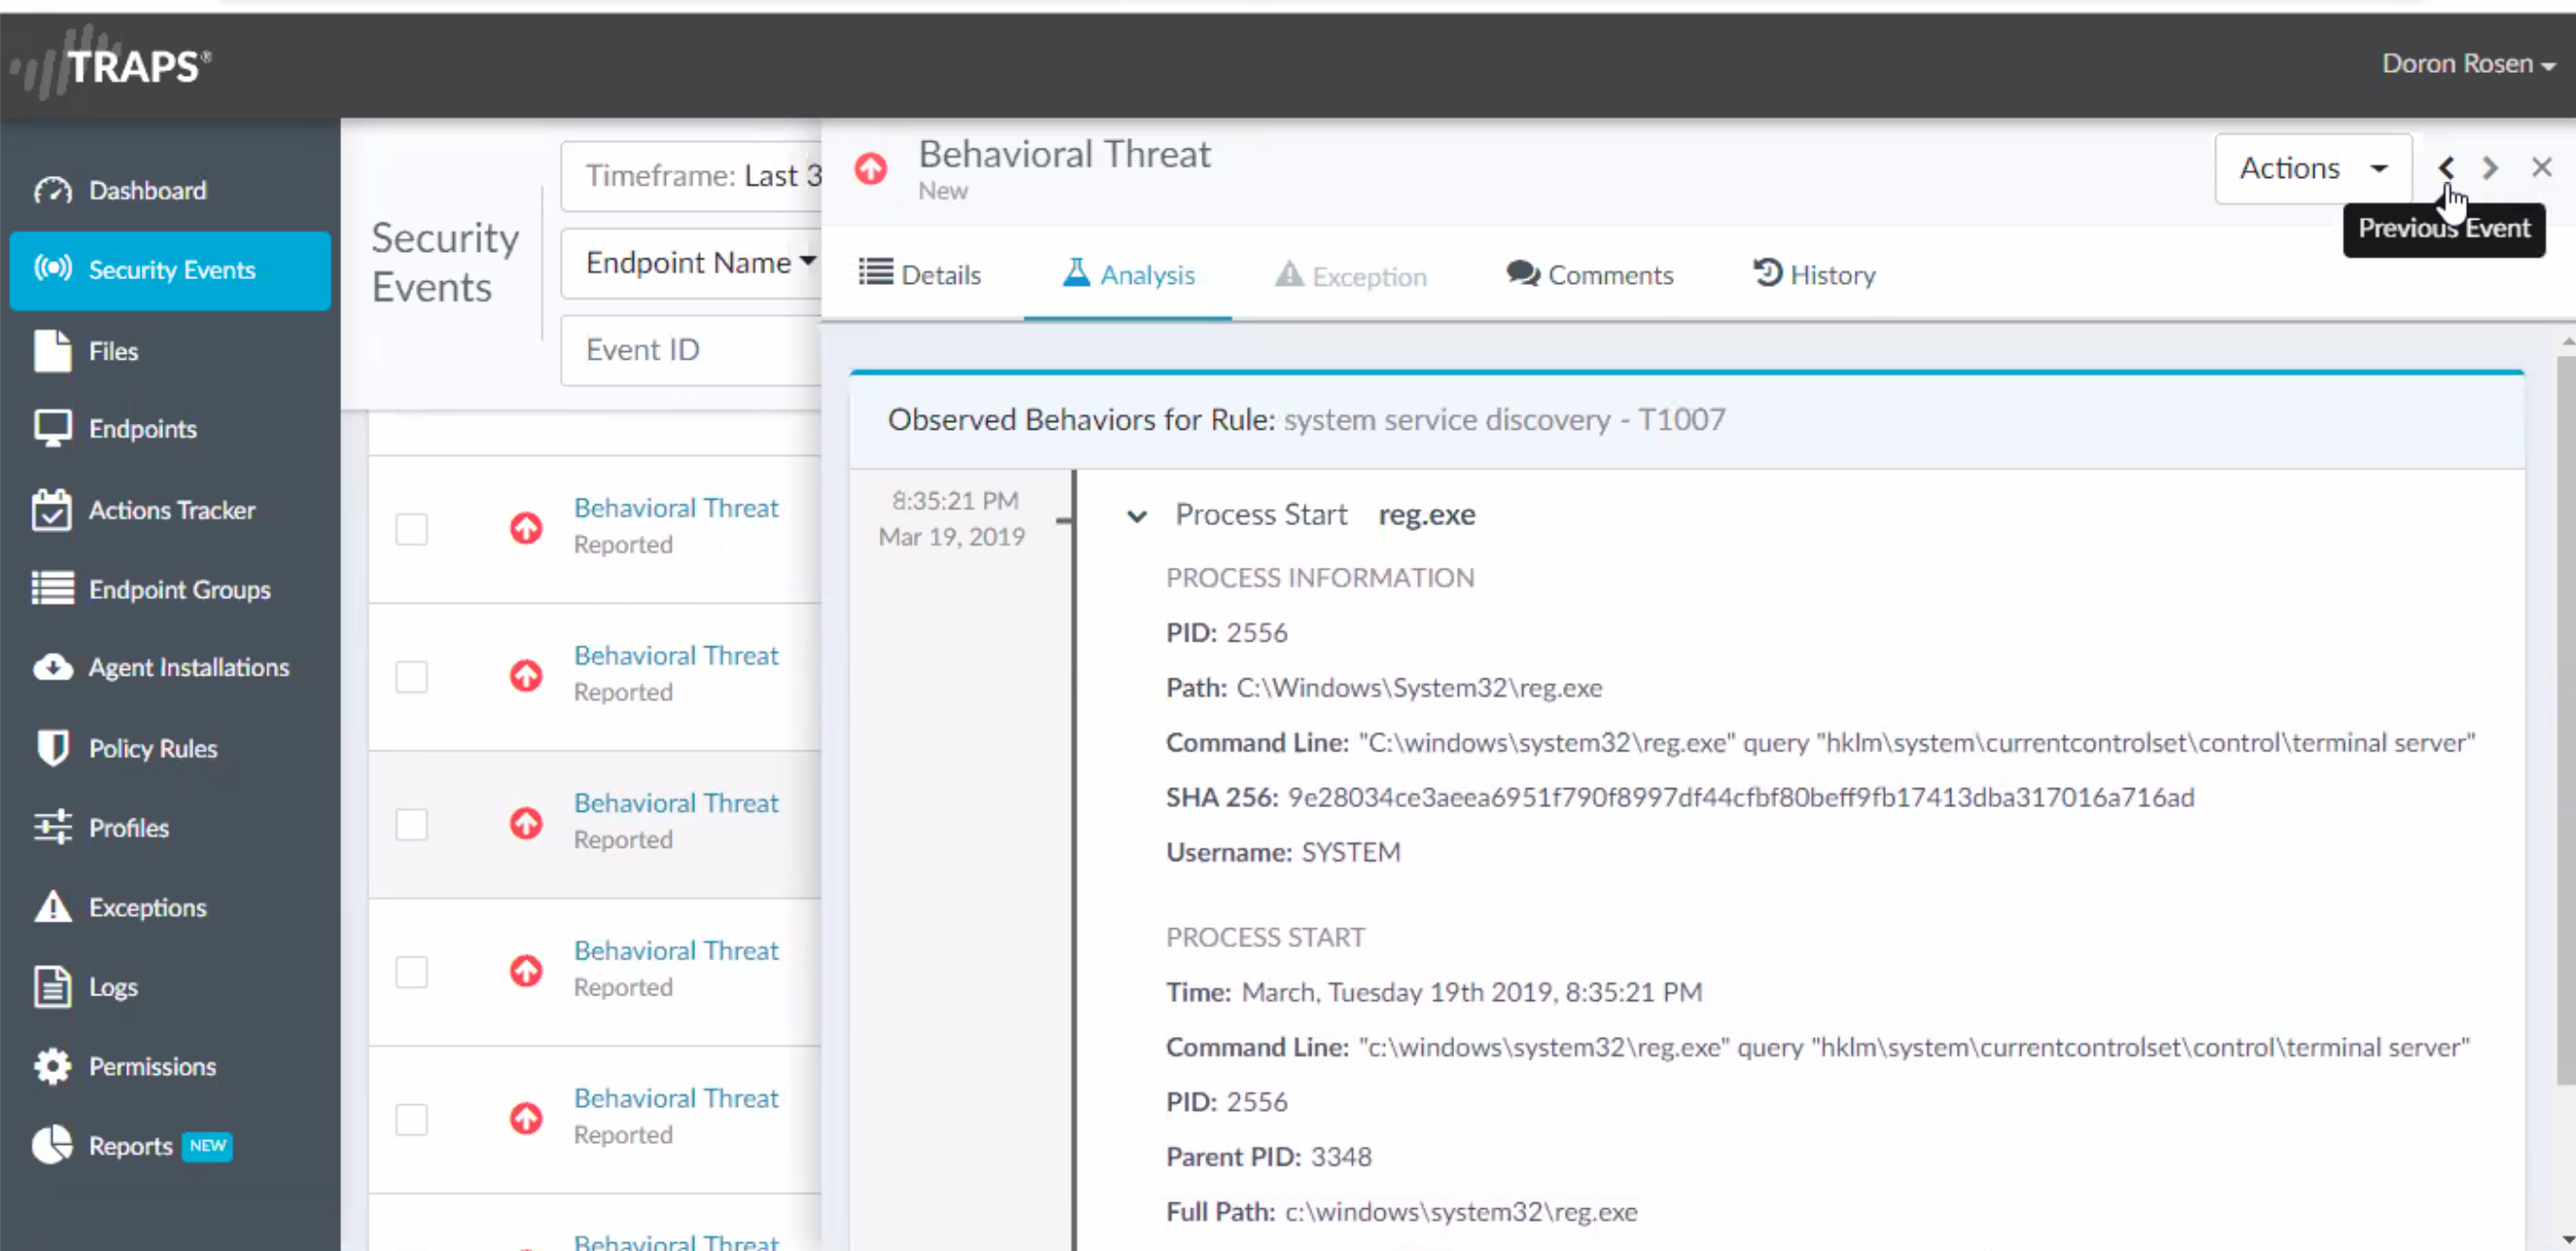 TRAPS®
Doron Rosen
Dashboard
Security Events
Files
Endpoints
Actions Tracker
Endpoint Groups
Agent Installations
Policy Rules
Profiles
Exceptions
Logs
Permissions
Reports NEW
Security
Events
Timeframe: Last 3
Endpoint Name
Event ID
Behavioral Threat
Reported
Behavioral Threat
Reported
Behavioral Threat
Reported
Behavioral Threat
Reported
Behavioral Threat
Reported
Behavioral Threat
Behavioral Threat
New
Actions
Previous Event
Details
Analysis
Exception
Comments
History
Observed Behaviors for Rule: system service discovery - T1007
8:35:21 PM
Mar 19, 2019
Process Start reg.exe
PROCESS INFORMATION
PID: 2556
Path: C:\Windows\System32\reg.exe
Command Line: "C:\windows\system32\reg.exe" query "hklm\system\currentcontrolset\control\terminal server"
SHA 256: 9e28034ce3aeea6951f790f8997df44cfbf80beff9fb17413dba317016a716ad
Username: SYSTEM
PROCESS START
Time: March, Tuesday 19th 2019, 8:35:21 PM
Command Line: "c:\windows\system32\reg.exe" query "hklm\system\currentcontrolset\control\terminal server"
PID: 2556
Parent PID: 3348
Full Path: c:\windows\system32\reg.exe